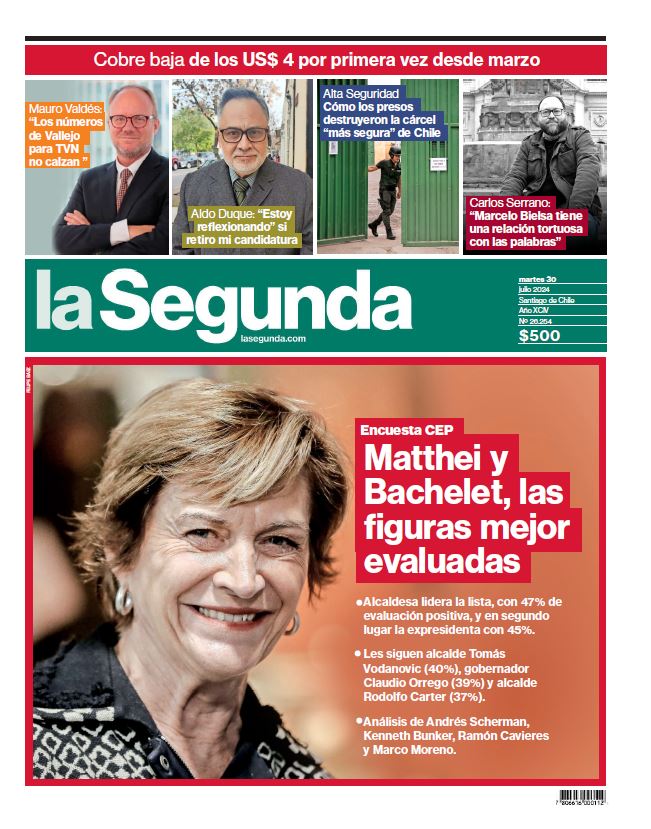 Cobre baja de los US$ 4 por primera vez desde marzo
Mauro Valdés:
“Los números
de Vallejo
para TVN
no calzan ”
Aldo Duque: “Estoy
reflexionando” si
retiro mi candidatura
Alta Seguridad
Cómo los presos
destruyeron la cárcel
“más segura” de Chile
Carlos Serrano:
“Marcelo Bielsa tiene
una relación tortuosa
con las palabras”
la Segunda
lasegunda.com
martes 30
julio 2024
Santiago de Chile
Año XCIV
Nº 26.254
$500
Encuesta CEP
Matthei y
Bachelet, las
figuras mejor
evaluadas
•Alcaldesa lidera la lista, con 47% de
evaluación positiva, y en segundo
lugar la expresidenta con 45%.
• Les siguen alcalde Tomás
Vodanovic (40%), gobernador
Claudio Orrego (39%) y alcalde
Rodolfo Carter (37%).
•Análisis de Andrés Scherman,
Kenneth Bunker, Ramón Cavieres
y Marco Moreno.
7 806616 000112